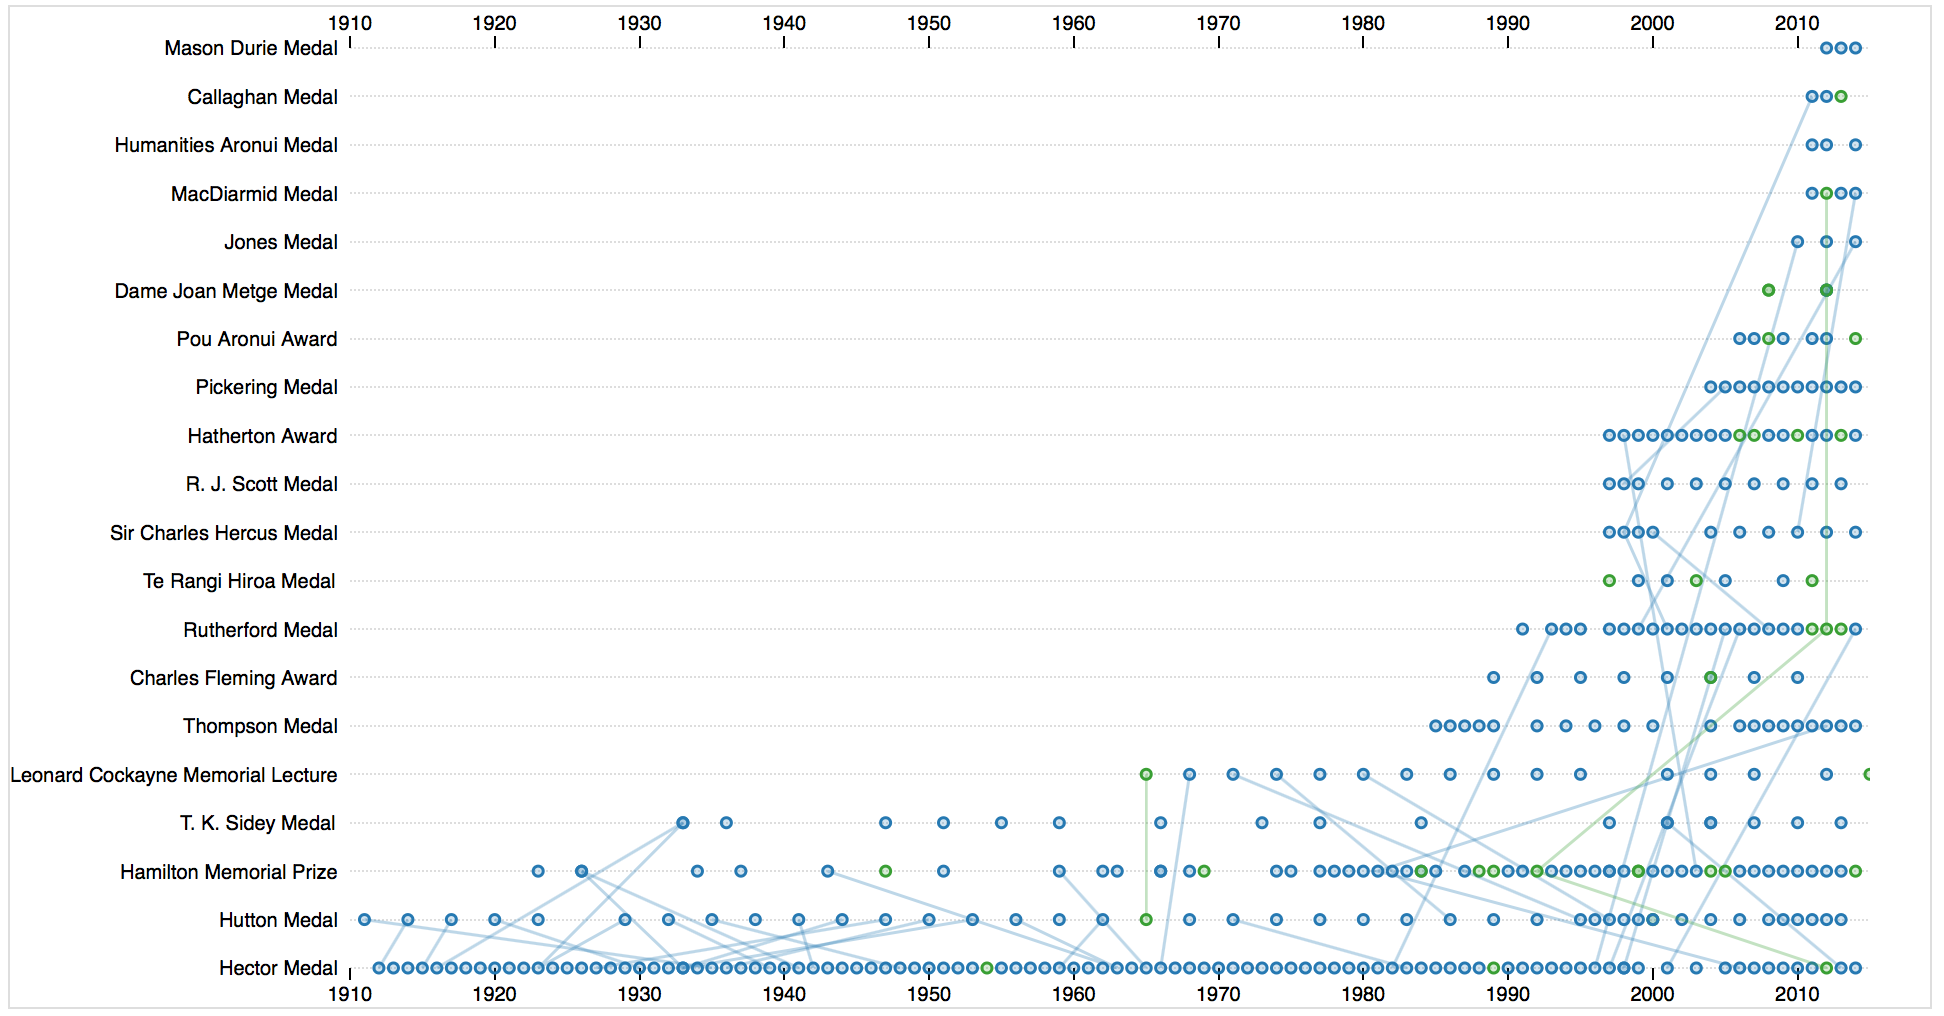 1910 1920 1930 1940 1950 1960 1970 1980 1990 2000 2010
Mason Durie Medal
Callaghan Medal
Humanities Aronui Medal
MacDiarmid Medal
Jones Medal
Dame Joan Metge Medal
Pou Aronui Award
Pickering Medal
Hatherton Award
R. J. Scott Medal
Sir Charles Hercus Medal
Te Rangi Hiroa Medal
Rutherford Medal
Charles Fleming Award
Thompson Medal
Leonard Cockayne Memorial Lecture
T. K. Sidey Medal
Hamilton Memorial Prize
Hutton Medal
Hector Medal
1910 1920 1930 1940 1950 1960 1970 1980 1990 2000 2010